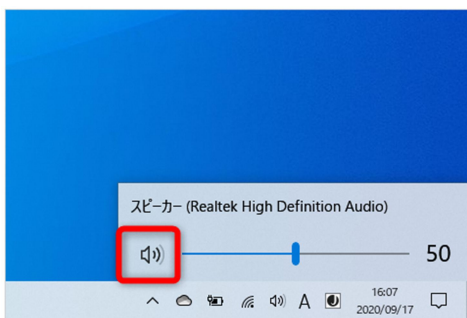 スピーカー (Realtek High Definition Audio)
50
A
16:07
2020/09/17